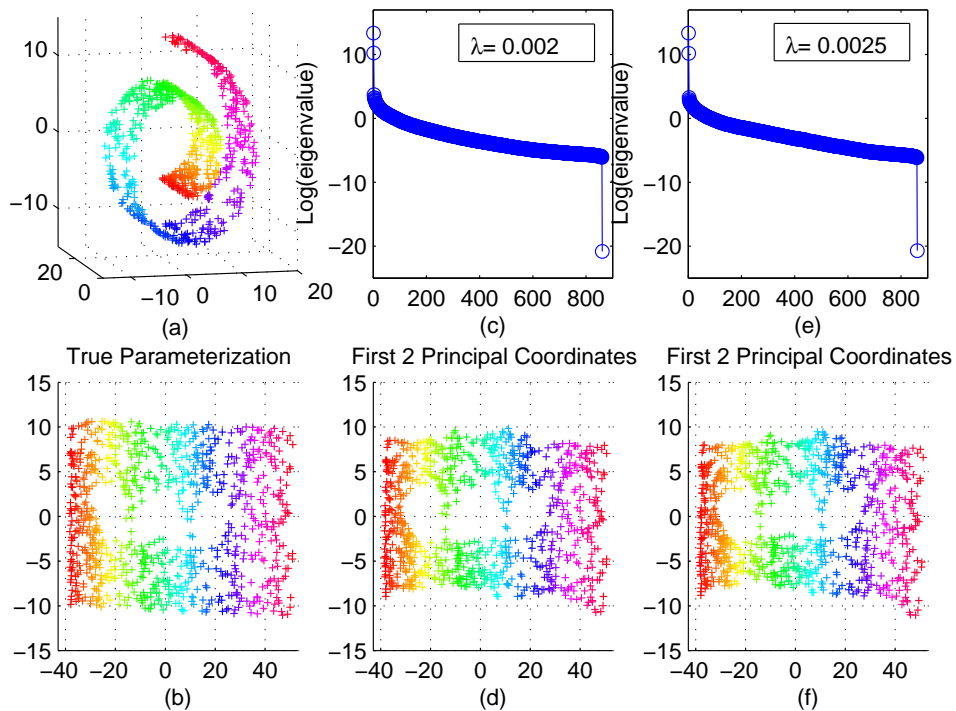 10
0
−10
20
0
−10
0
10
20
(a)
Log(eigenvalue)
10
0
−10
−20
λ= 0.002
0 200 400 600 800
(c)
Log(eigenvalue)
10
0
−10
−20
λ= 0.0025
0 200 400 600 800
(e)
True Parameterization
15
10
5
0
−5
−10
−15
−40 −20 0 20 40
(b)
First 2 Principal Coordinates
15
10
5
0
−5
−10
−15
−40 −20 0 20 40
(d)
First 2 Principal Coordinates
15
10
5
0
−5
−10
−15
−40 −20 0 20 40
(f)